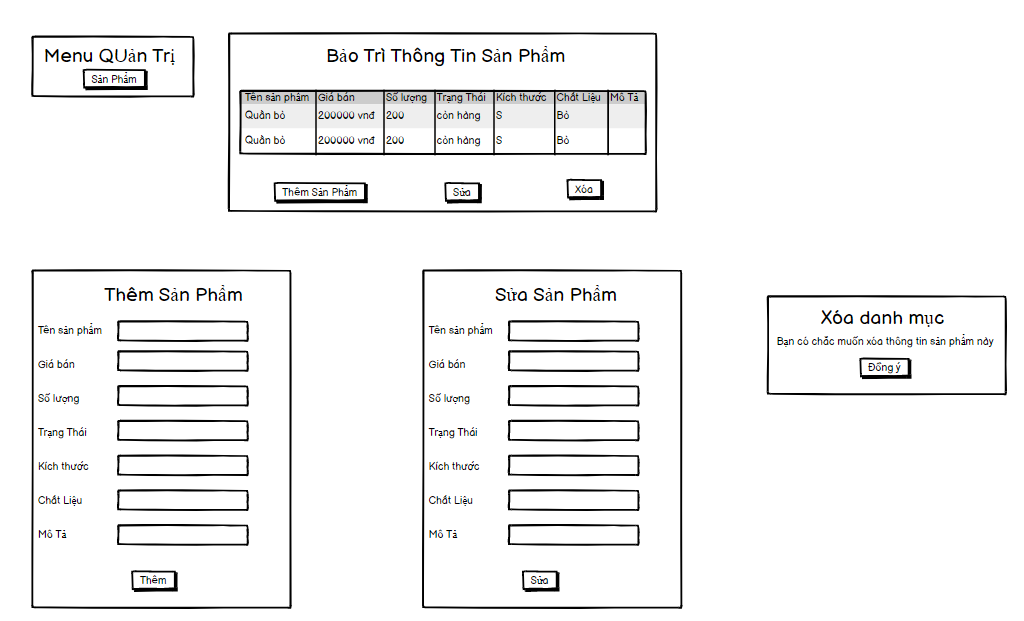 Menu QUản Trị
Sản Phẩm
Bảo Trì Thông Tin Sản Phẩm
Tên sản phẩm Giá bán Số lượng Trạng Thái Kích thước Chất Liệu Mô Tả
Quần bò 200000 vnđ 200 còn hàng S Bò
Quần bò 200000 vnđ 200 còn hàng S Bò
Thêm Sản Phẩm Sửa Xóa
Thêm Sản Phẩm
Tên sản phẩm
Giá bán
Số lượng
Trạng Thái
Kích thước
Chất Liệu
Mô Tả
Thêm
Sửa Sản Phẩm
Tên sản phẩm
Giá bán
Số lượng
Trạng Thái
Kích thước
Chất Liệu
Mô Tả
Sửa
Xóa danh mục
Bạn có chắc muốn xóa thông tin sản phẩm này
Đồng ý